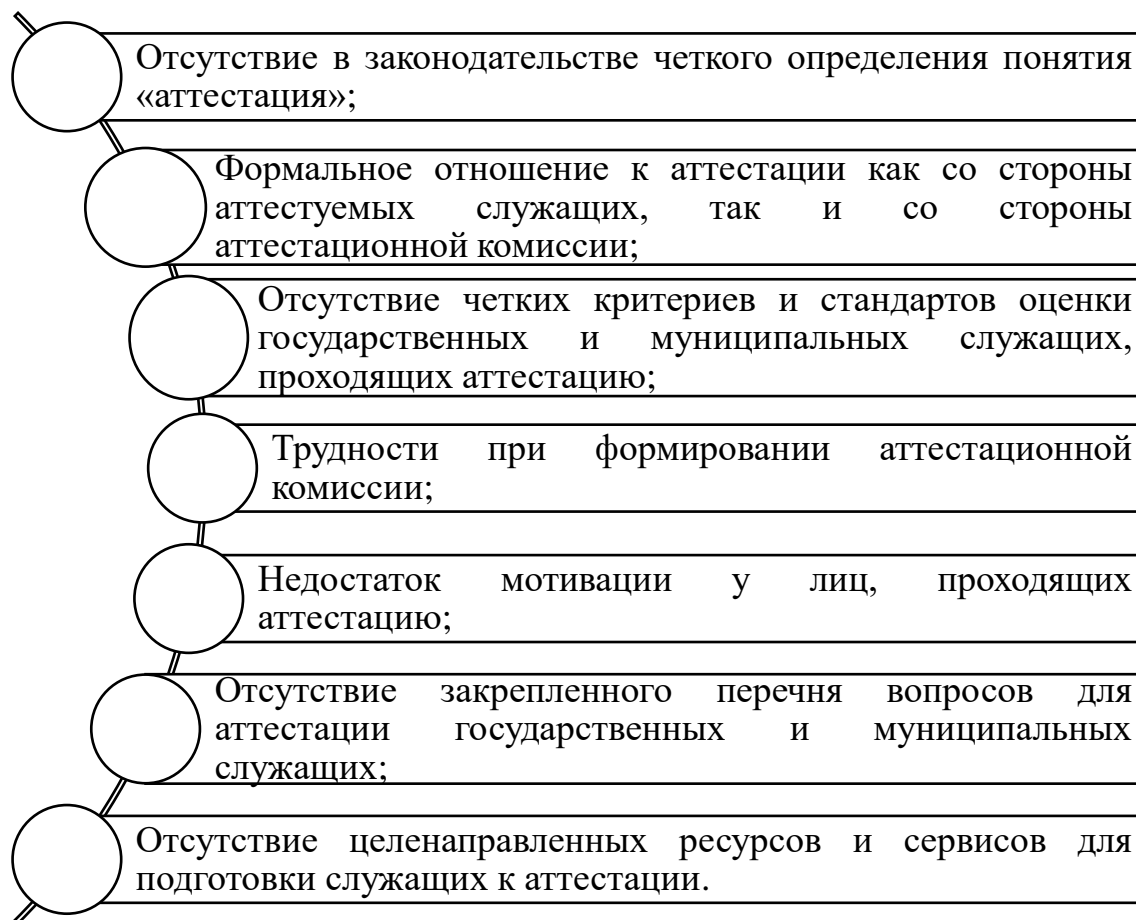 Отсутствие в законодательстве четкого определения понятия
«аттестация»;
Формальное отношение к аттестации как со стороны
аттестуемых служащих, так и со стороны
аттестационной комиссии;
Отсутствие четких критериев и стандартов оценки
государственных и муниципальных служащих,
проходящих аттестацию;
Трудности при формировании аттестационной
комиссии;
Недостаток мотивации у лиц, проходящих
аттестацию;
Отсутствие закрепленного перечня вопросов для
аттестации государственных и муниципальных
служащих;
Отсутствие целенаправленных ресурсов и сервисов для
подготовки служащих к аттестации.